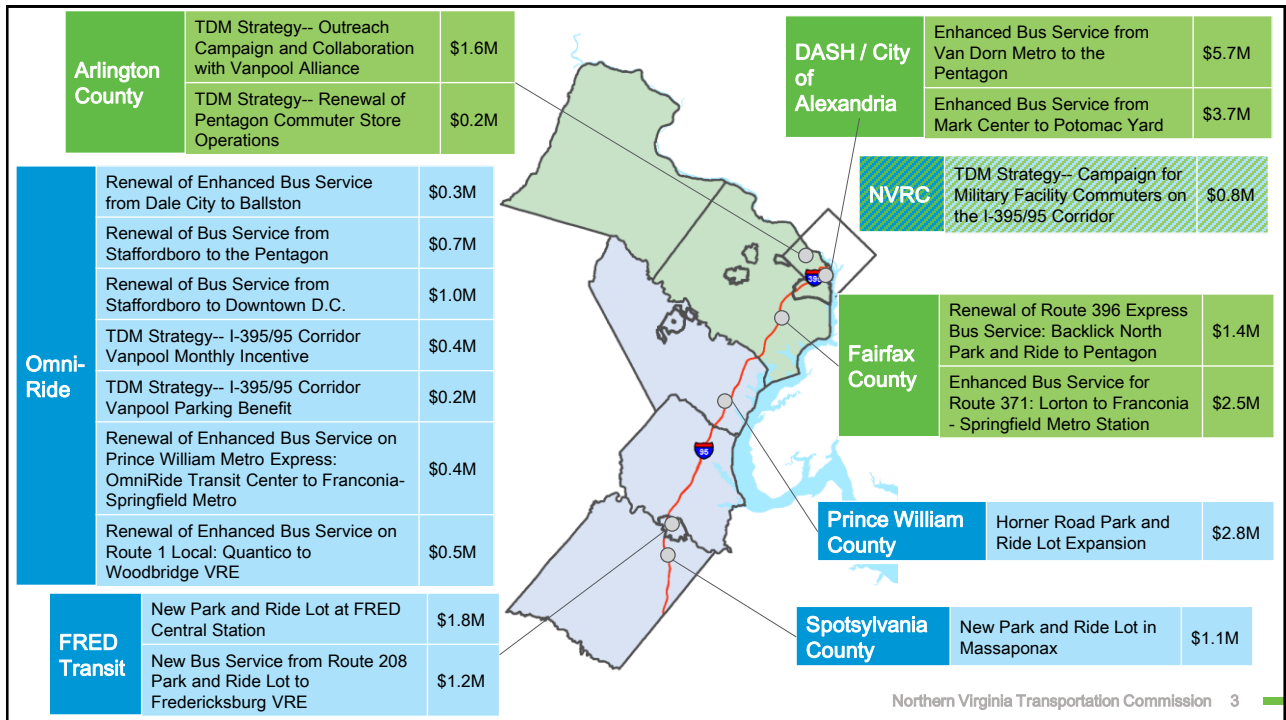 Arlington
County
TDM Strategy-- Outreach
Campaign and Collaboration
with Vanpool Alliance
$1.6M
TDM Strategy-- Renewal of
Pentagon Commuter Store
Operations
$0.2M
DASH / City
of
Alexandria
Enhanced Bus Service from
Van Dorn Metro to the
Pentagon
$5.7M
Enhanced Bus Service from
Mark Center to Potomac Yard
$3.7M
NVRC
TDM Strategy-- Campaign for
Military Facility Commuters on
the I-395/95 Corridor
$0.8M
Omni-
Ride
Renewal of Enhanced Bus Service
from Dale City to Ballston
$0.3M
Renewal of Bus Service from
Staffordboro to the Pentagon
$0.7M
Renewal of Bus Service from
Staffordboro to Downtown D.C.
$1.0M
TDM Strategy-- I-395/95 Corridor
Vanpool Monthly Incentive
$0.4M
TDM Strategy-- I-395/95 Corridor
Vanpool Parking Benefit
$0.2M
Renewal of Enhanced Bus Service on
Prince William Metro Express:
OmniRide Transit Center to Franconia-
Springfield Metro
$0.4M
Renewal of Enhanced Bus Service on
Route 1 Local: Quantico to
Woodbridge VRE
$0.5M
395
95
Fairfax
County
Renewal of Route 396 Express
Bus Service: Backlick North
Park and Ride to Pentagon
$1.4M
Enhanced Bus Service for
Route 371: Lorton to Franconia
- Springfield Metro Station
$2.5M
Prince William
County
Horner Road Park and
Ride Lot Expansion
$2.8M
FRED
Transit
New Park and Ride Lot at FRED
Central Station
$1.8M
New Bus Service from Route 208
Park and Ride Lot to
Fredericksburg VRE
$1.2M
Spotsylvania
County
New Park and Ride Lot in
Massaponax
$1.1M
Northern Virginia Transportation Commission 3